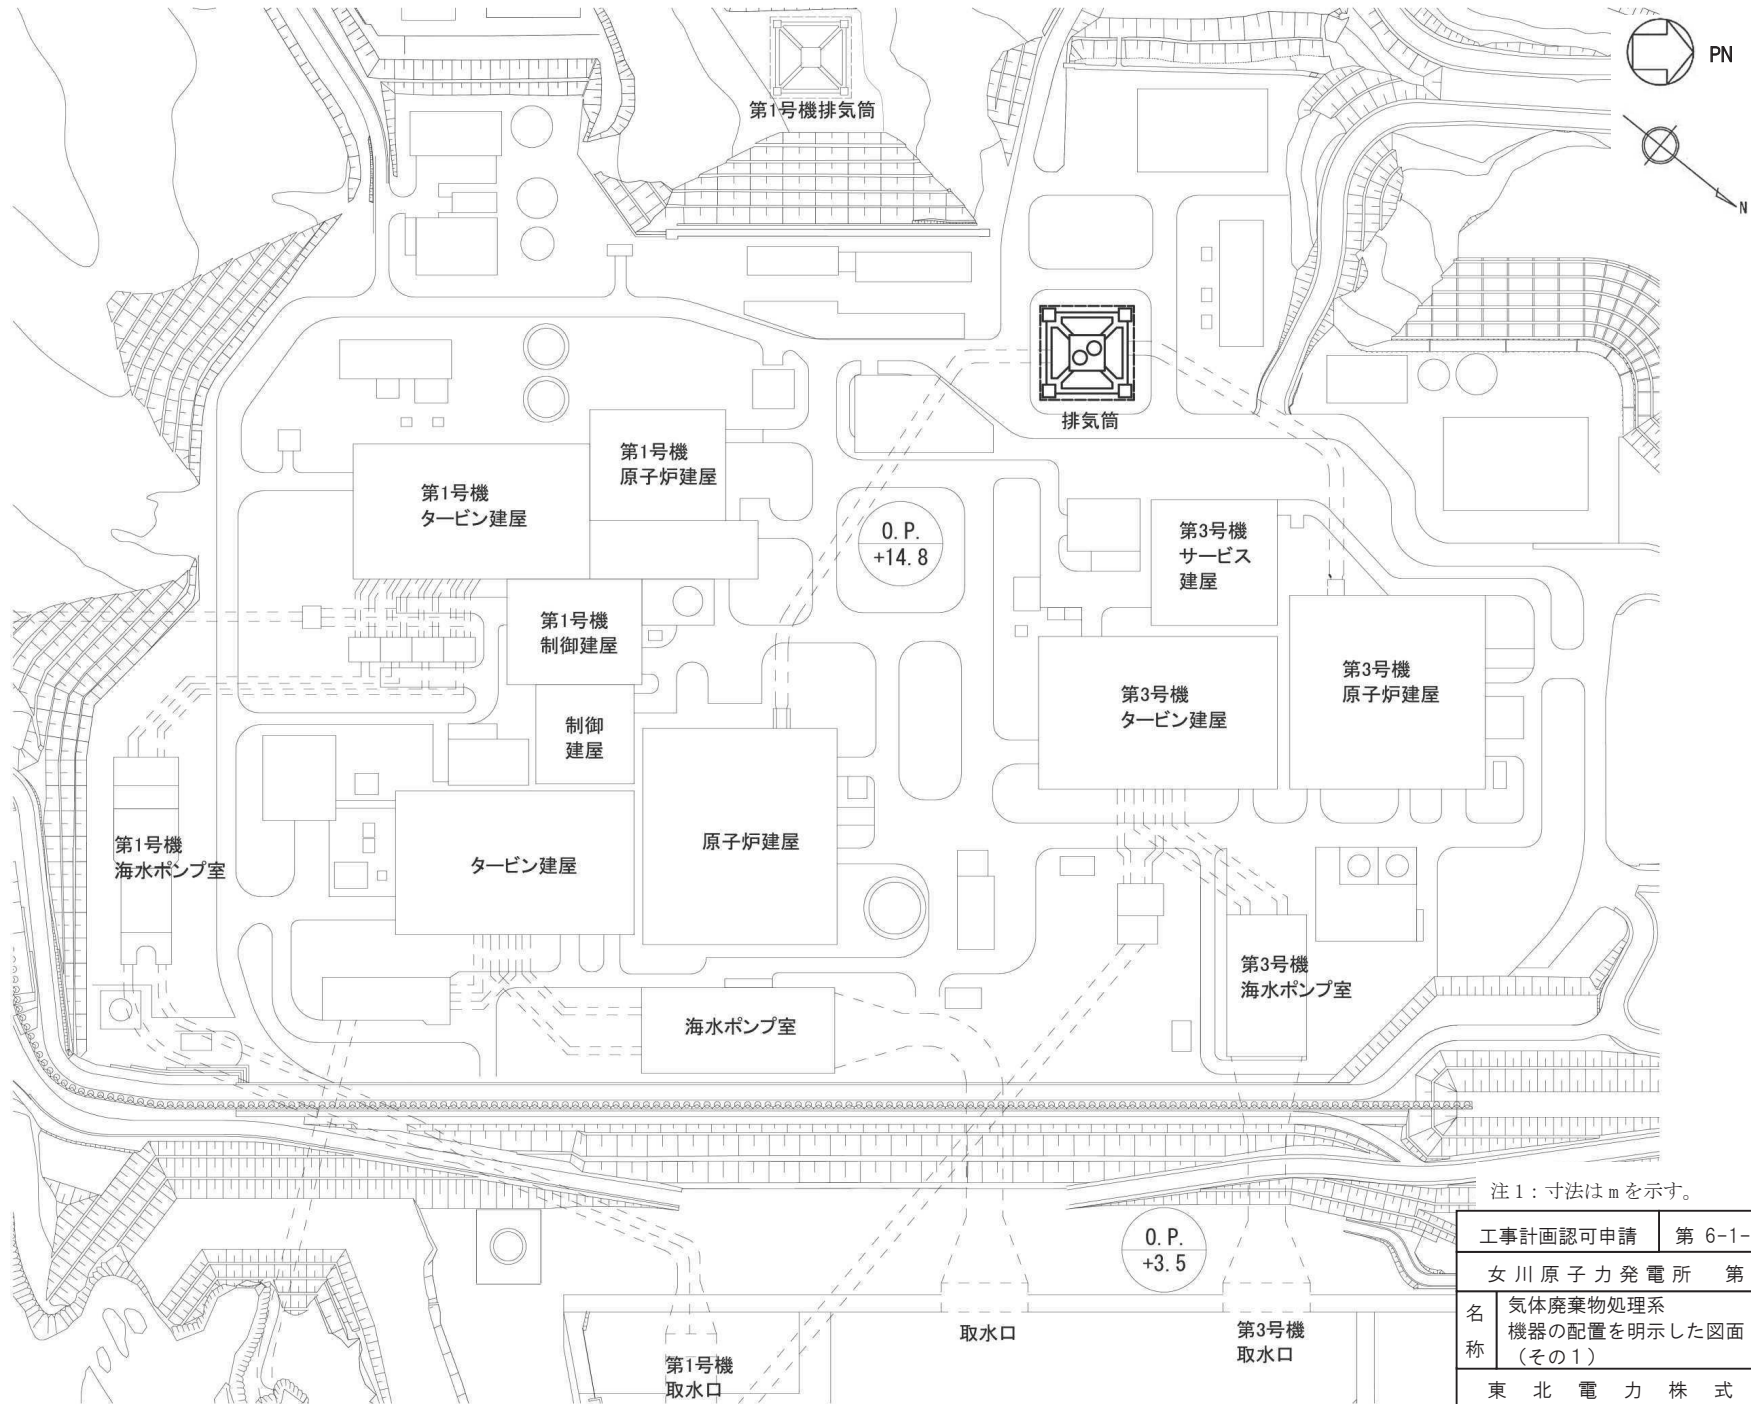 PN
N
第1号機排気筒
排気筒
第1号機
原子炉建屋
第1号機
タービン建屋
O.P.
+14.8
第3号機
サービス
建屋
第1号機
制御建屋
第3号機
原子炉建屋
第3号機
タービン建屋
制御
建屋
第1号機
海水ポンプ室
タービン建屋
原子炉建屋
第3号機
海水ポンプ室
海水ポンプ室
O.P.
+3.5
取水口
第3号機
取水口
第1号機
取水口
注1:寸法はmを示す。
工事計画認可申請 第 6-1-
女川原子力発電所 第
名称
気体廃棄物処理系
機器の配置を明示した図面
(その1)
東北電力株式